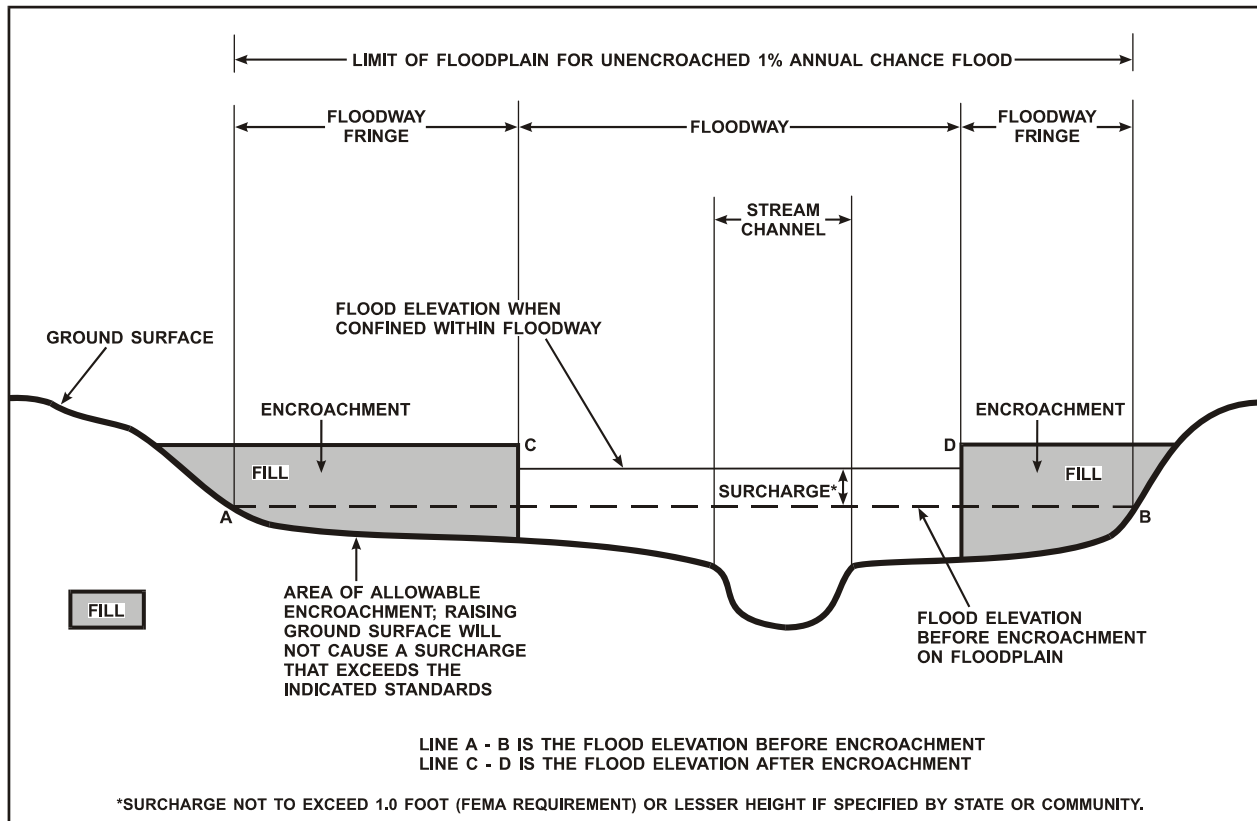 LIMIT OF FLOODPLAIN FOR UNENCROACHED 1% ANNUAL CHANCE FLOOD
FLOODWAY
FRINGE
FLOODWAY
FLOODWAY
FRINGE
STREAM
CHANNEL
FLOOD ELEVATION WHEN
CONFINED WITHIN FLOODWAY
GROUND SURFACE
ENCROACHMENT
ENCROACHMENT
C
D
FILL
FILL
SURCHARGE*
A
B
AREA OF ALLOWABLE
ENCROACHMENT; RAISING
GROUND SURFACE WILL
NOT CAUSE A SURCHARGE
THAT EXCEEDS THE
INDICATED STANDARDS
FILL
FLOOD ELEVATION
BEFORE ENCROACHMENT
ON FLOODPLAIN
LINE A - B IS THE FLOOD ELEVATION BEFORE ENCROACHMENT
LINE C - D IS THE FLOOD ELEVATION AFTER ENCROACHMENT
*SURCHARGE NOT TO EXCEED 1.0 FOOT (FEMA REQUIREMENT) OR LESSER HEIGHT IF SPECIFIED BY STATE OR COMMUNITY.